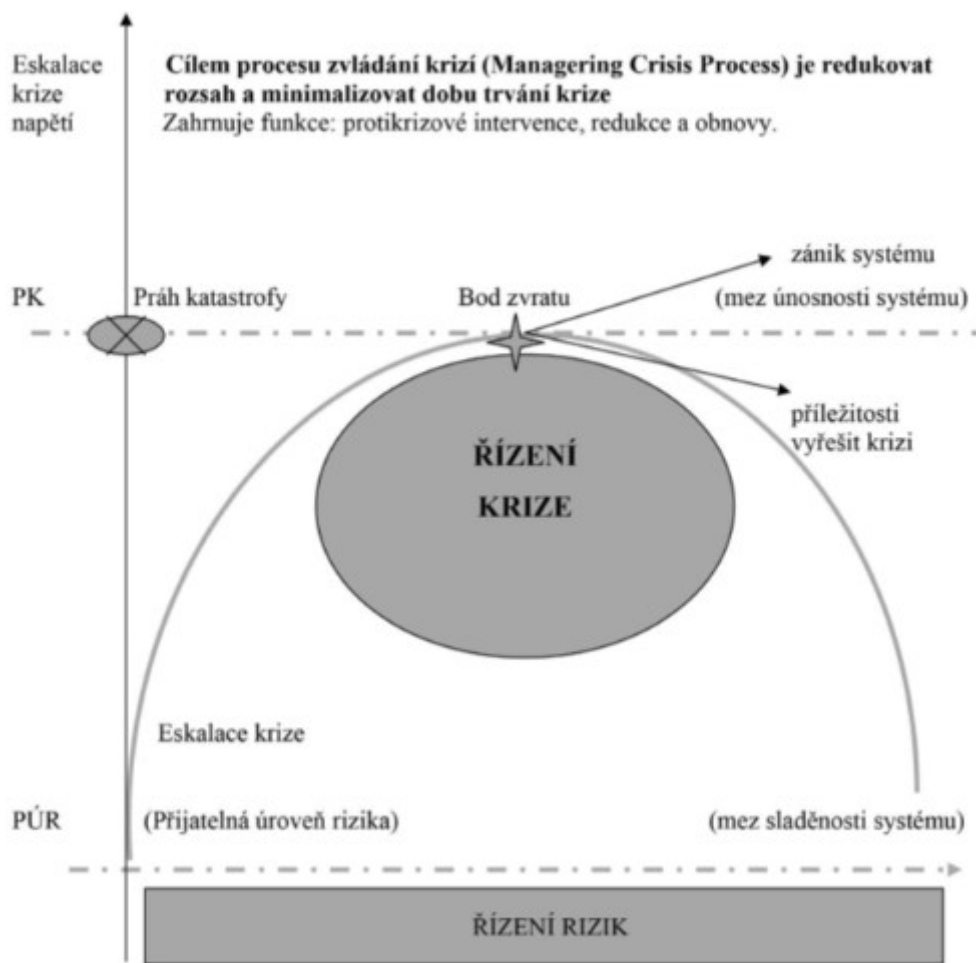 Eskalace
krize
napětí
Cílem procesu zvládání krizí (Managering Crisis Process) je redukovat
rozsah a minimalizovat dobu trvání krize
Zahrnuje funkce: protikrizové intervence, redukce a obnovy.
zánik systému
PK
Práh katastrofy
Bod zvratu
(mez únosnosti systému)
příležitosti
vyřešit krizi
ŘÍZENÍ
KRIZE
Eskalace krize
PÚR
(Přijatelná úroveň rizika)
(mez sladěnosti systému)
ŘÍZENÍ RIZIK